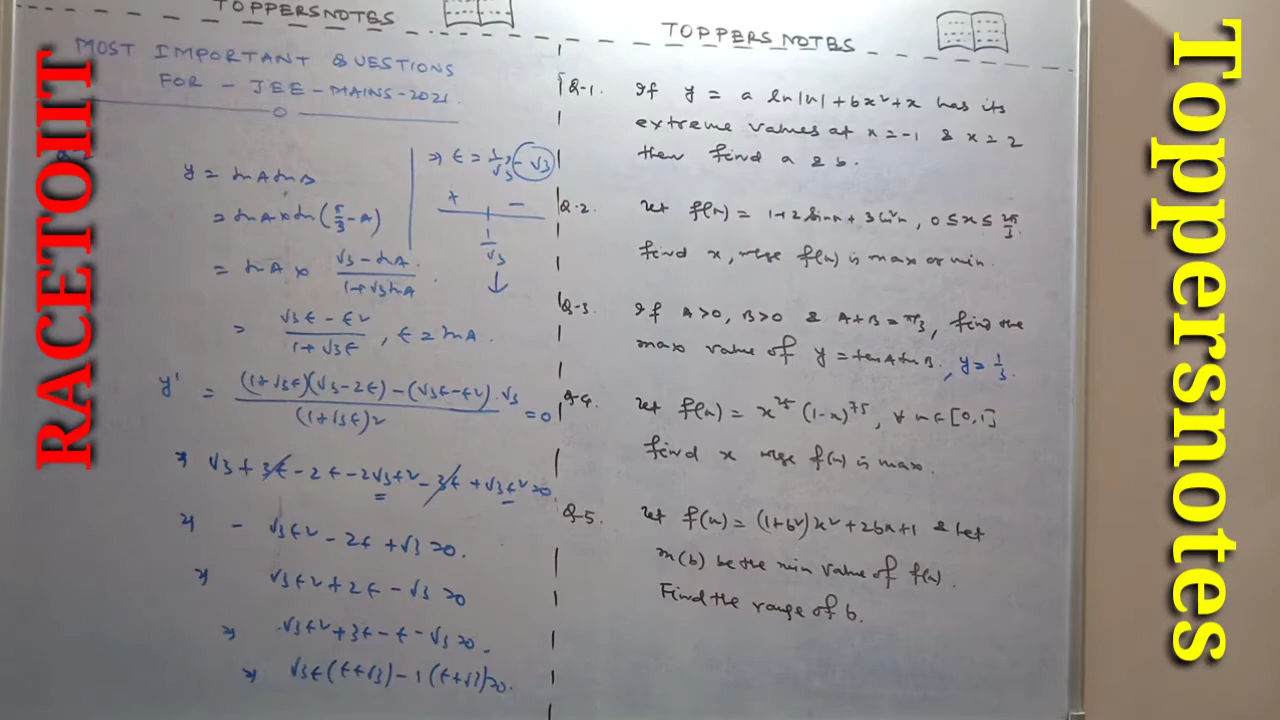 TOPPERSNOTES
MOST IMPORTANT QUESTIONS
FOR - JEE-MAINS-2021.
y = tanA tanB
= tanA × tan(π/3 - A)
= tanA × (√3 - tanA)/(1+√3 tanA)
= (√3t - t²)/(1+√3t), t = tanA.
y' = ((1+√3t)(√3-2t) - (√3t-t²).√3)/(1+√3t)² = 0
⇒ √3 + 3t - 2t - 2√3t² - 3t + √3t² = 0
⇒ - √3t² - 2t + √3 = 0.
⇒ √3t² + 2t - √3 = 0
⇒ √3t² + 3t - t - √3 = 0.
⇒ √3t(t+√3) - 1(t+√3) = 0.
⇒ t = 1/√3, -√3
+ -
1/√3
TOPPERSNOTES
Q-1. If y = a ln|x| + bx² + x has its
extreme values at x = -1 & x = 2
then find a & b.
Q-2. Let f(x) = 1 + 2 sinx + 3cos²x, 0 ≤ x ≤ 2π/3.
find x, whse f(x) is max or min.
Q-3. If A>0, B>0 & A+B = π/3, find the
max value of y = tanA tanB., y = 1/3.
Q-4. Let f(x) = x²⁵ (1-x)⁷⁵, ∀ x ∈ [0,1]
find x whse f(x) is max.
Q-5. Let f(x) = (1+b²)x² + 2bx + 1 & let
m(b) be the min value of f(x).
Find the range of b.
RACETOIIT
Toppersnotes